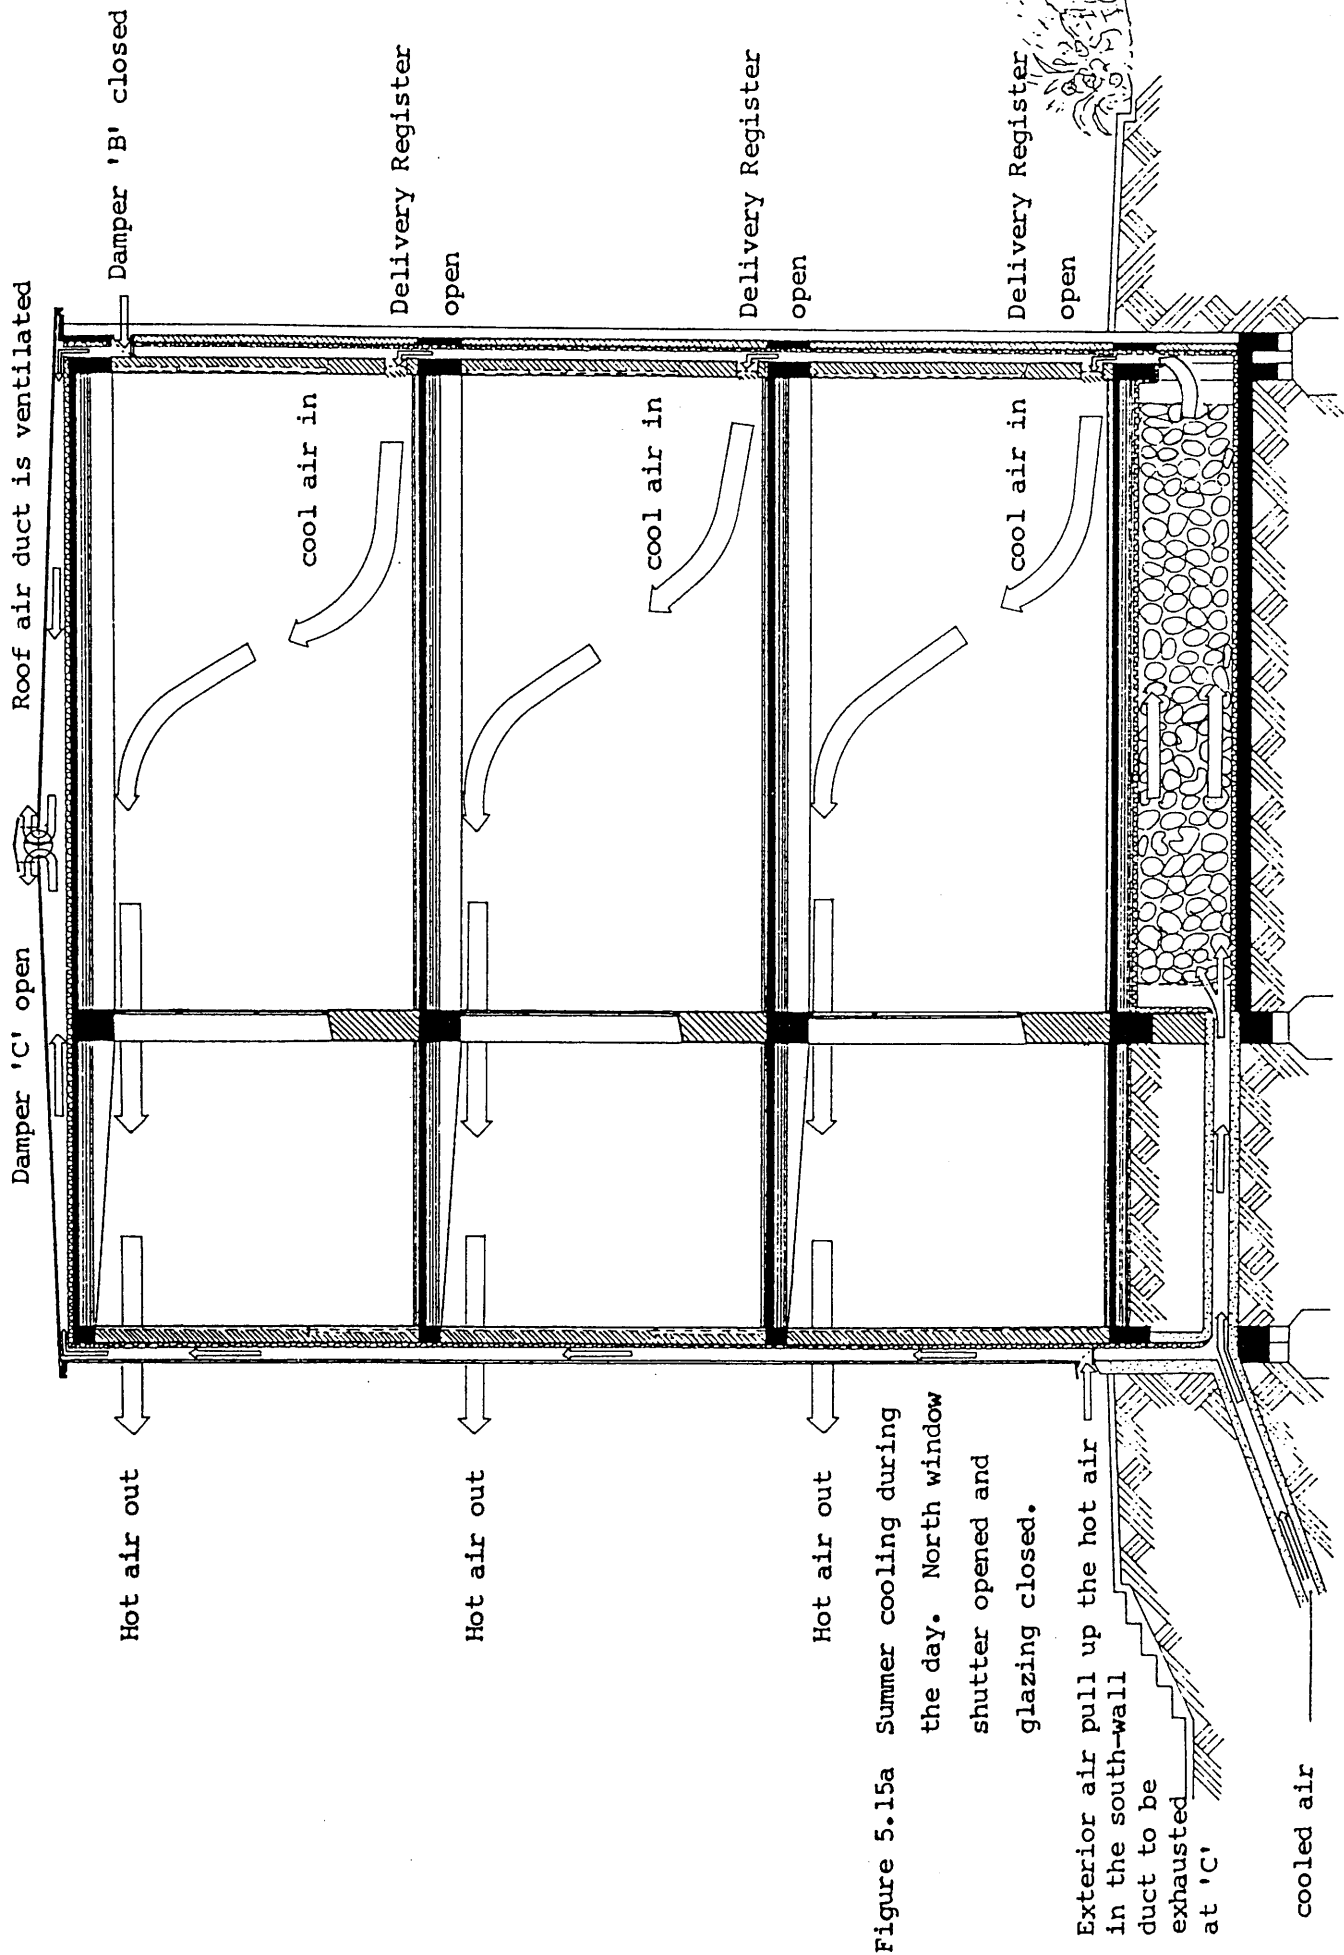 Damper 'C' open
Roof air duct is ventilated
Damper 'B' closed
Hot air out
cool air in
Delivery Register
open
Hot air out
cool air in
Delivery Register
open
Hot air out
cool air in
Delivery Register
open
Figure 5.15a Summer cooling during
the day. North window
shutter opened and
glazing closed.
Exterior air pull up the hot air
in the south-wall
duct to be
exhausted
at 'C'
cooled air